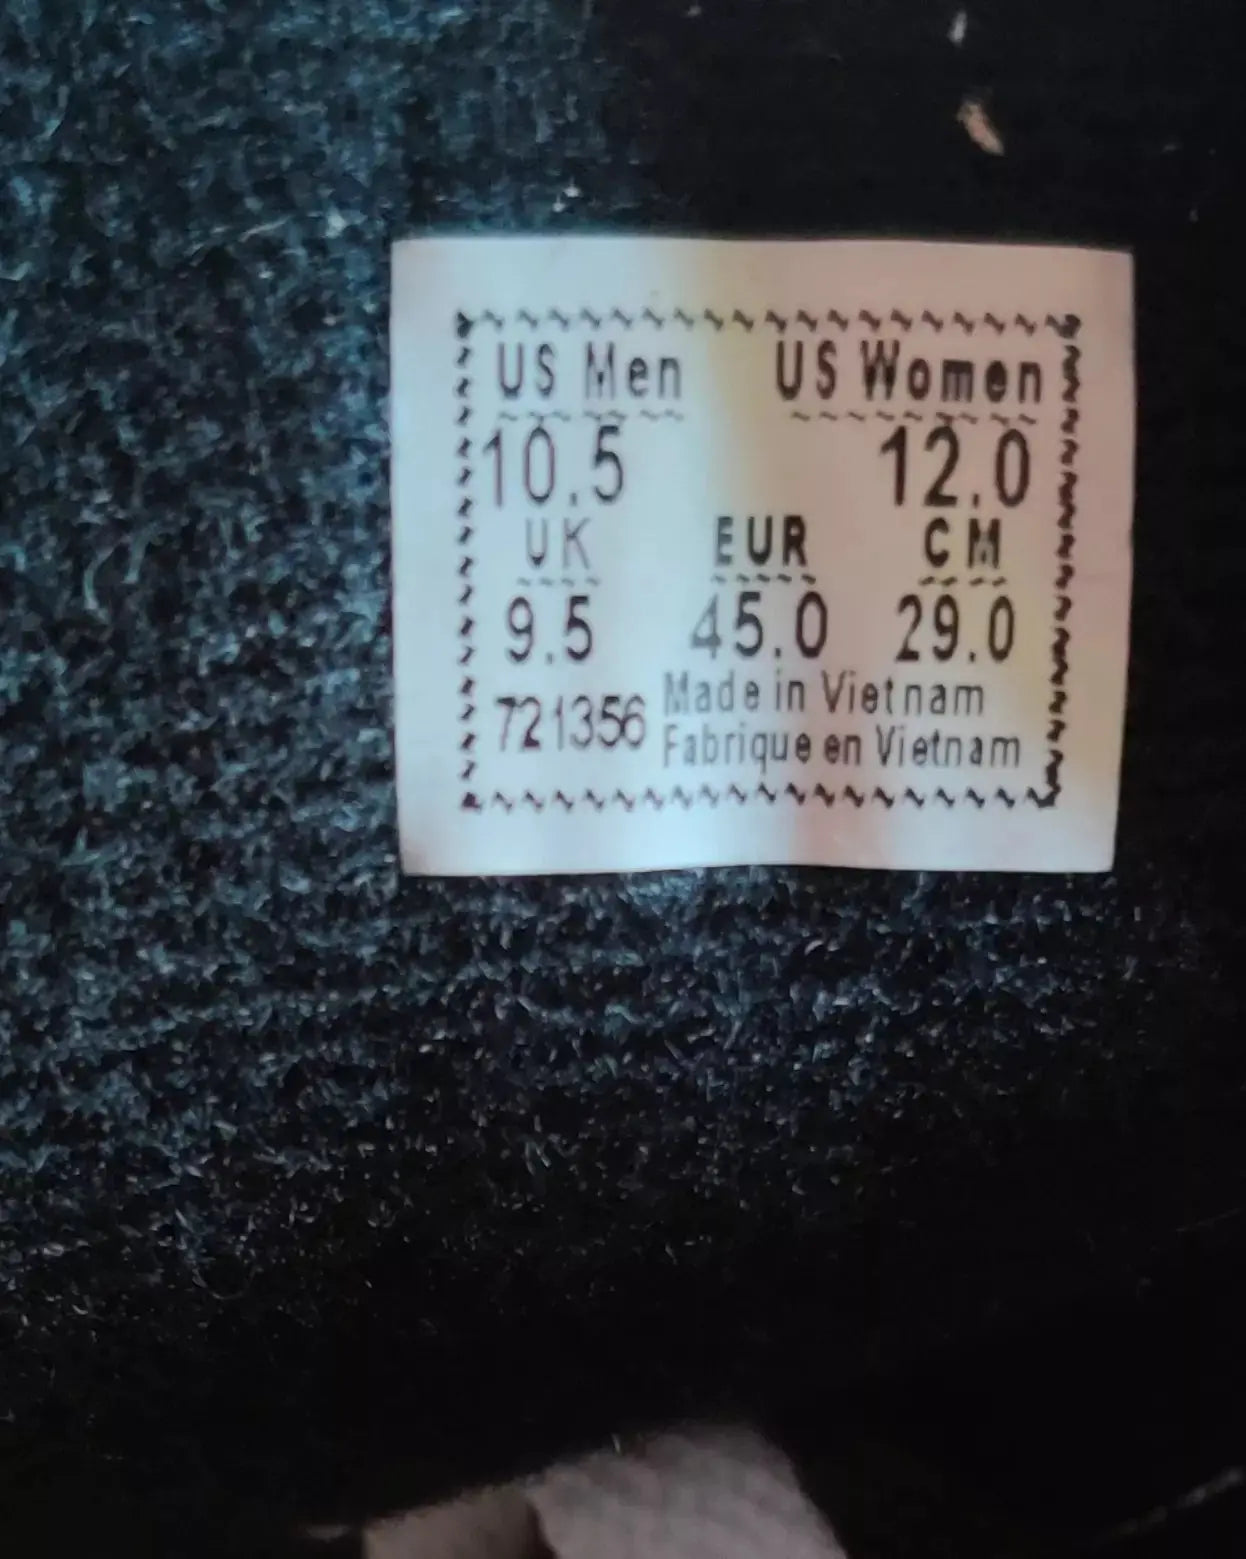 US Men US Women
10.5 12.0
UK EUR CM
9.5 45.0 29.0
721356 Made in Vietnam
Fabrique en Vietnam